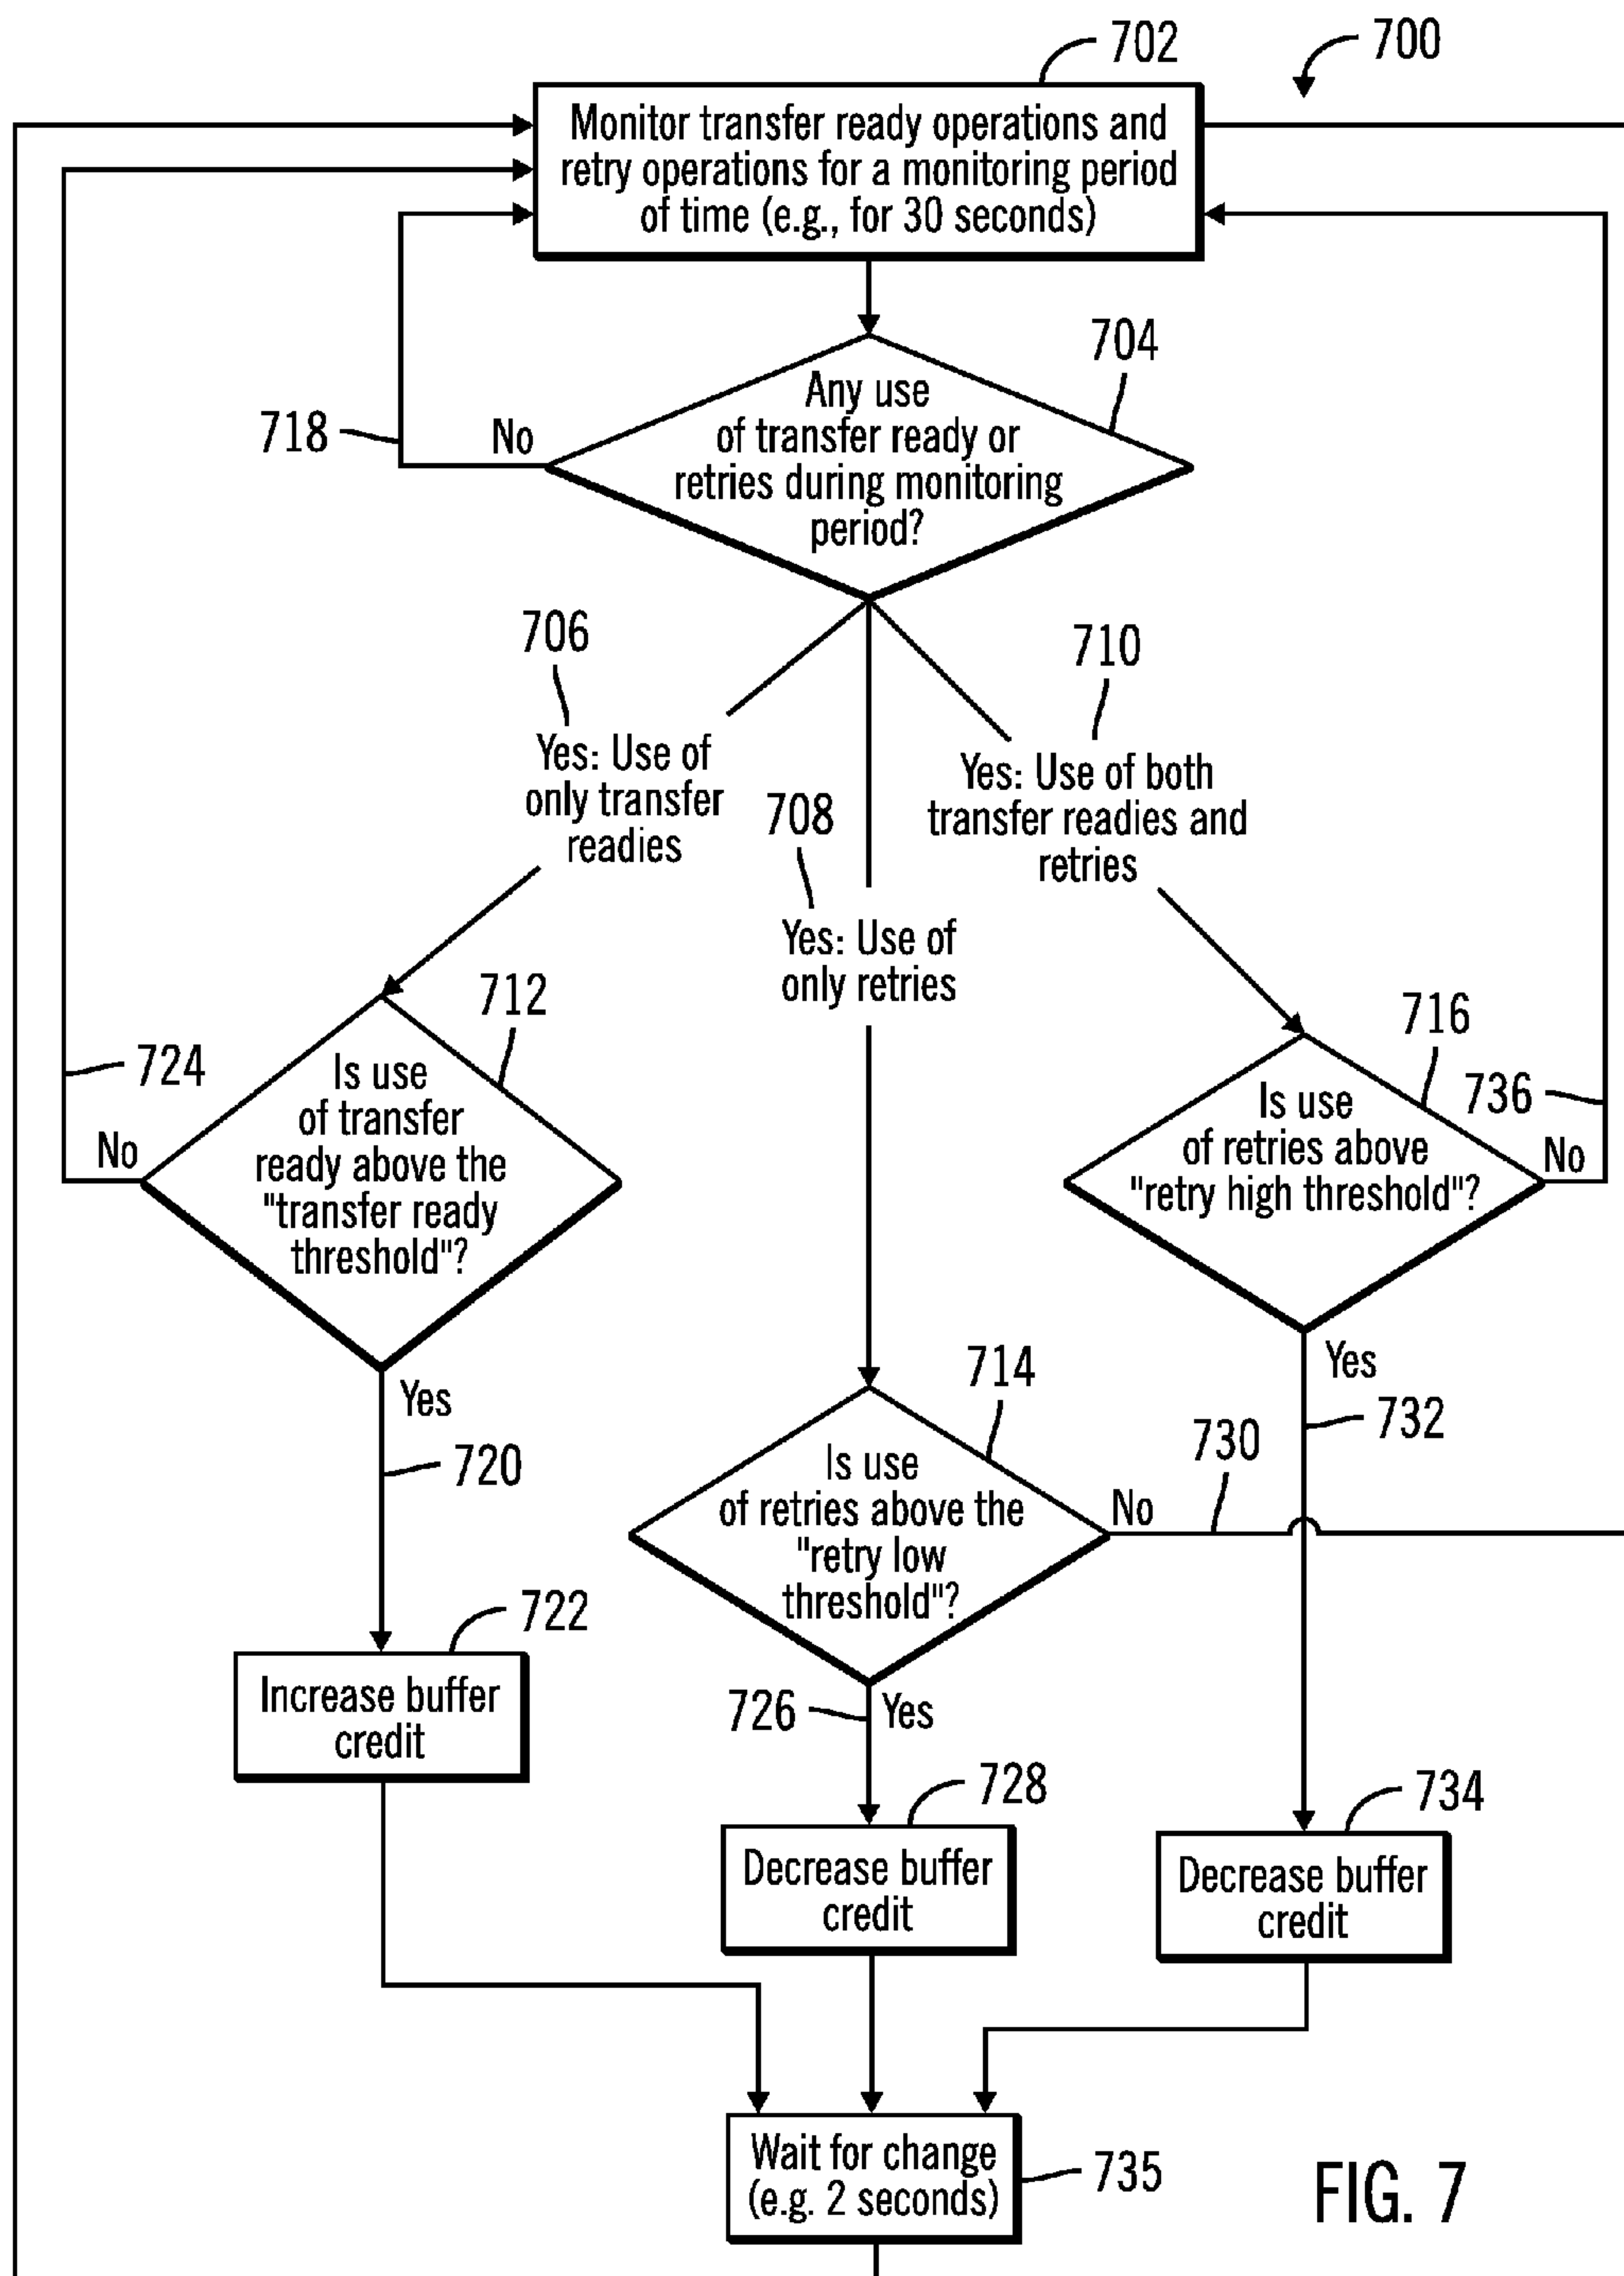 702
700
Monitor transfer ready operations and
retry operations for a monitoring period
of time (e.g., for 30 seconds)
704
Any use
of transfer ready or
retries during monitoring
period?
718
No
706
Yes: Use of
only transfer
readies
708
Yes: Use of
only retries
710
Yes: Use of both
transfer readies and
retries
712
Is use
of transfer
ready above the
"transfer ready
threshold"?
724
No
716
Is use
of retries above
"retry high threshold"?
736
No
Yes
720
Yes
732
714
Is use
of retries above the
"retry low
threshold"?
730
No
722
Increase buffer
credit
726
Yes
728
Decrease buffer
credit
734
Decrease buffer
credit
Wait for change
(e.g. 2 seconds)
735
FIG. 7